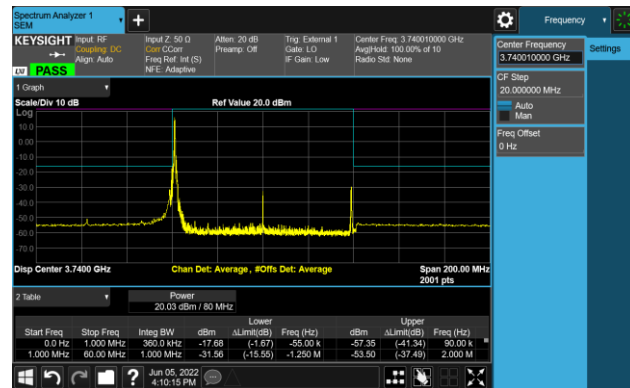 Spectrum Analyzer 1
SEM
Frequency
KEYSIGHT
Input: RF
Coupling: DC
Align: Auto
Input Z: 50 Ω
Corr CCorr
Freq Ref: Int (S)
NFE: Adaptive
Atten: 20 dB
Preamp: Off
Trig: External 1
Gate: LO
IF Gain: Low
Center Freq: 3.740010000 GHz
Avg|Hold: 100.00% of 10
Radio Std: None
LXI PASS
Center Frequency
3.740010000 GHz
Settings
CF Step
20.000000 MHz
Auto
Man
Freq Offset
0 Hz
1 Graph
Scale/Div 10 dB
Ref Value 20.0 dBm
Log
10.0
0.00
-10.0
-20.0
-30.0
-40.0
-50.0
-60.0
-70.0
Disp Center 3.7400 GHz
Chan Det: Average , #Offs Det: Average
Span 200.00 MHz
2001 pts
2 Table
Power
20.03 dBm / 80 MHz
Lower Upper
Start Freq Stop Freq Integ BW dBm ΔLimit(dB) Freq (Hz) dBm ΔLimit(dB) Freq (Hz)
0.0 Hz 1.000 MHz 360.0 kHz -17.68 (-1.67) -55.00 k -57.35 (-41.34) 90.00 k
1.000 MHz 60.00 MHz 1.000 MHz -31.56 (-15.55) -1.250 M -53.50 (-37.49) 2.000 M
?
Jun 05, 2022
4:10:15 PM